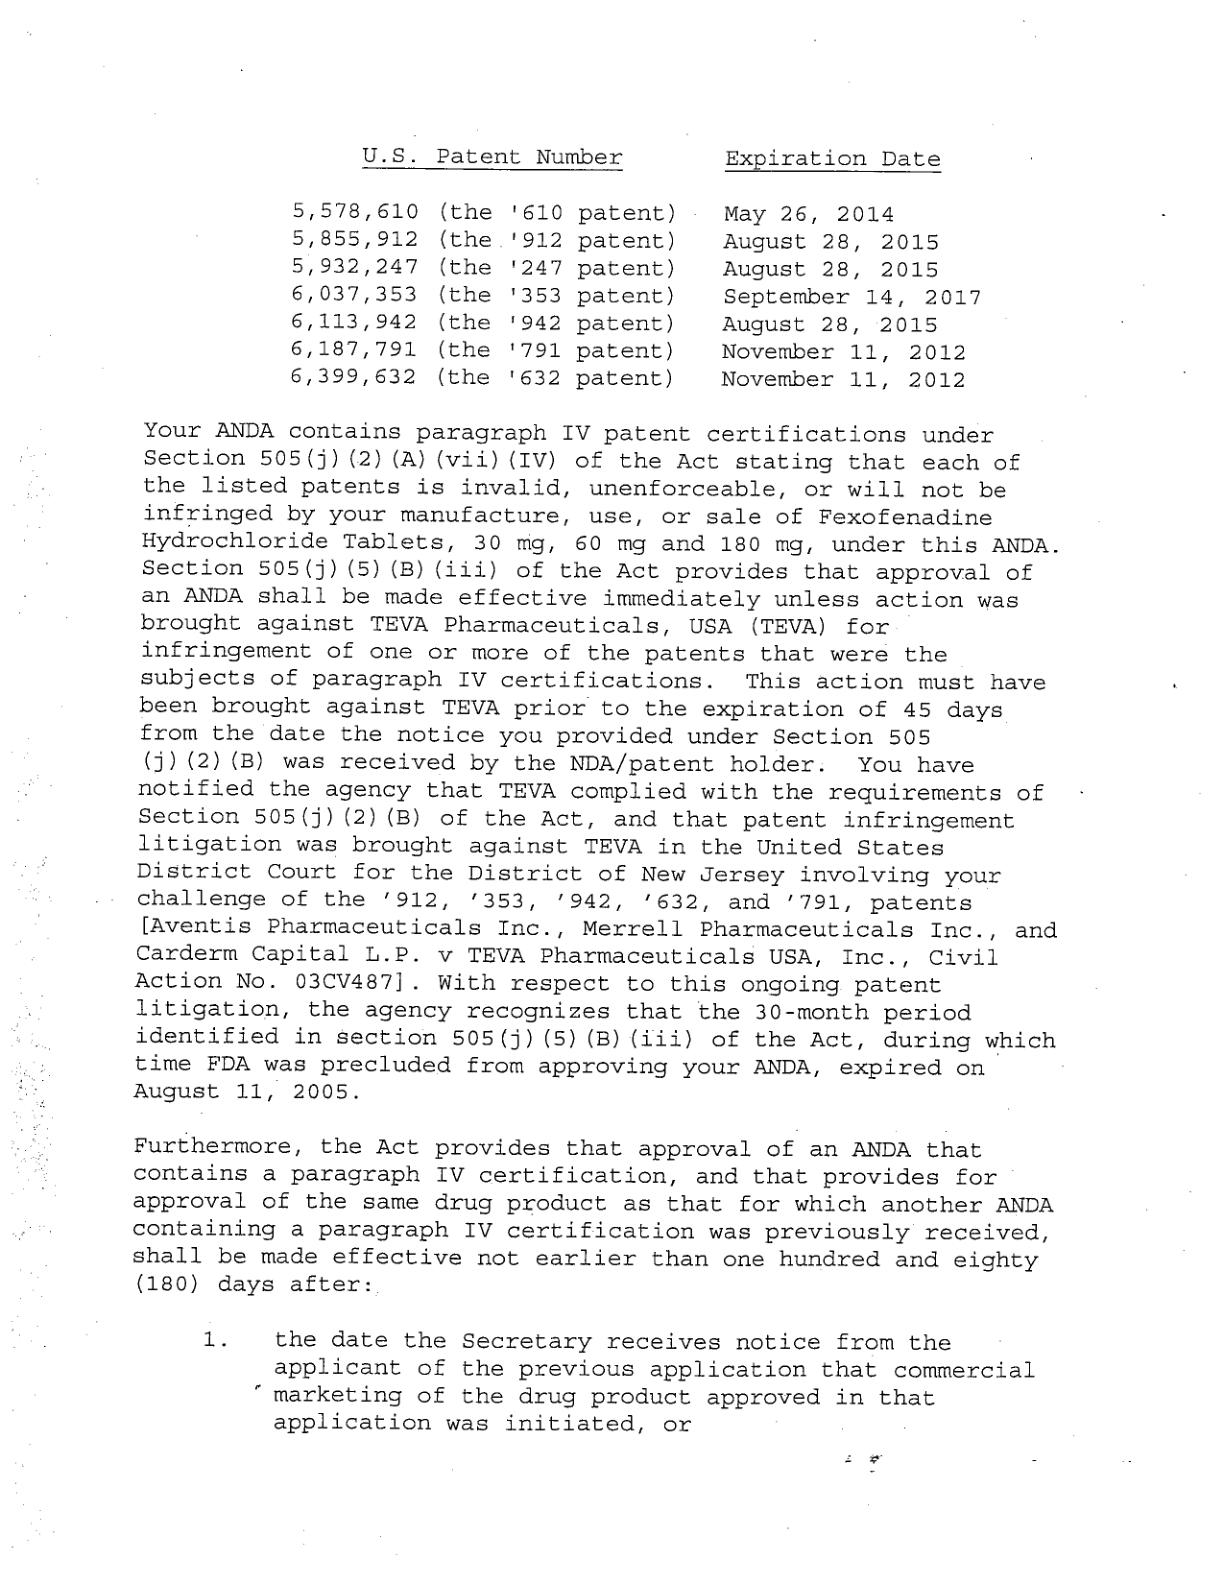 U.S. Patent Number Expiration Date
5,578,610 (the '610 patent) May 26, 2014
5,855,912 (the '912 patent) August 28, 2015
5,932,247 (the '247 patent) August 28, 2015
6,037,353 (the '353 patent) September 14, 2017
6,113,942 (the '942 patent) August 28, 2015
6,187,791 (the '791 patent) November 11, 2012
6,399,632 (the '632 patent) November 11, 2012
Your ANDA contains paragraph IV patent certifications under
Section 505(j)(2)(A)(vii)(IV) of the Act stating that each of
the listed patents is invalid, unenforceable, or will not be
infringed by your manufacture, use, or sale of Fexofenadine
Hydrochloride Tablets, 30 mg, 60 mg and 180 mg, under this ANDA.
Section 505(j)(5)(B)(iii) of the Act provides that approval of
an ANDA shall be made effective immediately unless action was
brought against TEVA Pharmaceuticals, USA (TEVA) for
infringement of one or more of the patents that were the
subjects of paragraph IV certifications. This action must have
been brought against TEVA prior to the expiration of 45 days
from the date the notice you provided under Section 505
(j)(2)(B) was received by the NDA/patent holder. You have
notified the agency that TEVA complied with the requirements of
Section 505(j)(2)(B) of the Act, and that patent infringement
litigation was brought against TEVA in the United States
District Court for the District of New Jersey involving your
challenge of the '912, '353, '942, '632, and '791, patents
[Aventis Pharmaceuticals Inc., Merrell Pharmaceuticals Inc., and
Carderm Capital L.P. v TEVA Pharmaceuticals USA, Inc., Civil
Action No. 03CV487]. With respect to this ongoing patent
litigation, the agency recognizes that the 30-month period
identified in section 505(j)(5)(B)(iii) of the Act, during which
time FDA was precluded from approving your ANDA, expired on
August 11, 2005.
Furthermore, the Act provides that approval of an ANDA that
contains a paragraph IV certification, and that provides for
approval of the same drug product as that for which another ANDA
containing a paragraph IV certification was previously received,
shall be made effective not earlier than one hundred and eighty
(180) days after:
1. the date the Secretary receives notice from the
applicant of the previous application that commercial
marketing of the drug product approved in that
application was initiated, or